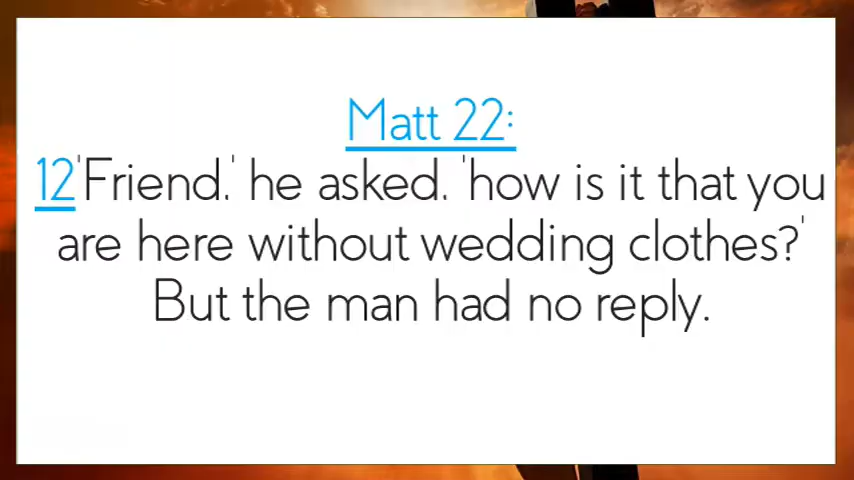 Matt 22:
12'Friend.' he asked. 'how is it that you
are here without wedding clothes?'
But the man had no reply.